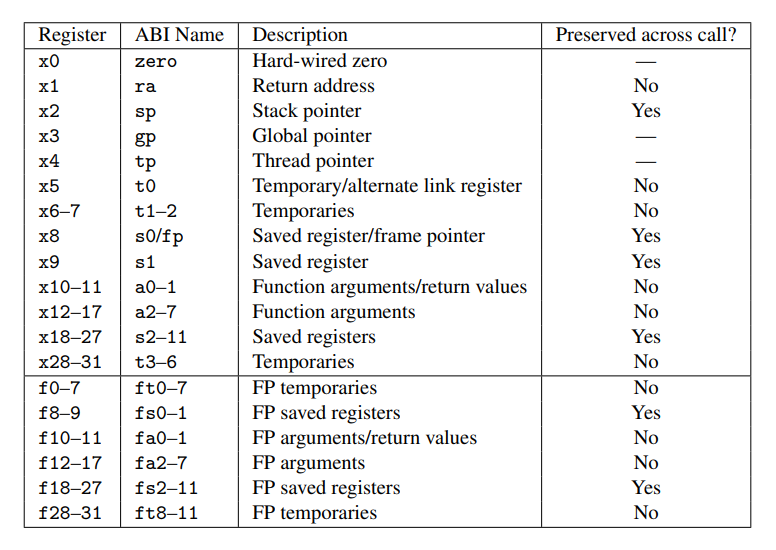 Register ABI Name Description Preserved across call?
x0 zero Hard-wired zero —
x1 ra Return address No
x2 sp Stack pointer Yes
x3 gp Global pointer —
x4 tp Thread pointer —
x5 t0 Temporary/alternate link register No
x6–7 t1–2 Temporaries No
x8 s0/fp Saved register/frame pointer Yes
x9 s1 Saved register Yes
x10–11 a0–1 Function arguments/return values No
x12–17 a2–7 Function arguments No
x18–27 s2–11 Saved registers Yes
x28–31 t3–6 Temporaries No
f0–7 ft0–7 FP temporaries No
f8–9 fs0–1 FP saved registers Yes
f10–11 fa0–1 FP arguments/return values No
f12–17 fa2–7 FP arguments No
f18–27 fs2–11 FP saved registers Yes
f28–31 ft8–11 FP temporaries No